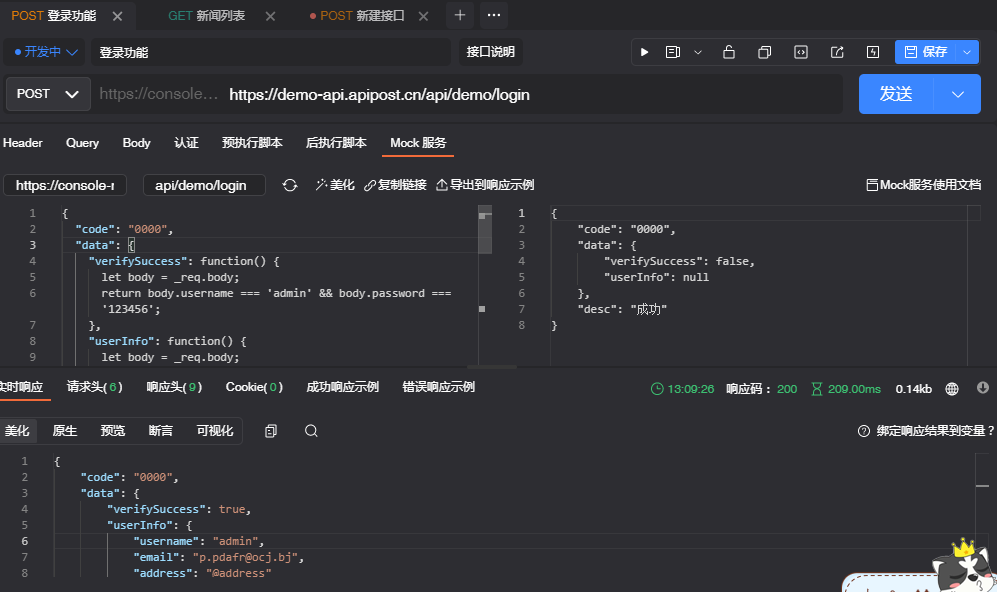 POST 登录功能
GET 新闻列表
POST 新建接口
开发中
登录功能
接口说明
保存
POST
https://console...
https://demo-api.apipost.cn/api/demo/login
发送
Header Query Body 认证 预执行脚本 后执行脚本 Mock 服务
https://console-r
api/demo/login
美化 复制链接 导出到响应示例
Mock服务使用文档
1 {
2 "code": "0000",
3 "data": {
4 "verifySuccess": function() {
5 let body = _req.body;
6 return body.username === 'admin' && body.password ===
'123456';
7 },
8 "userInfo": function() {
9 let body = _req.body;
1 {
2 "code": "0000",
3 "data": {
4 "verifySuccess": false,
5 "userInfo": null
6 },
7 "desc": "成功"
8 }
实时响应 请求头(6) 响应头(9) Cookie(0) 成功响应示例 错误响应示例
13:09:26 响应码：200 209.00ms 0.14kb
美化 原生 预览 断言 可视化
绑定响应结果到变量？
1 {
2 "code": "0000",
3 "data": {
4 "verifySuccess": true,
5 "userInfo": {
6 "username": "admin",
7 "email": "p.pdafr@ocj.bj",
8 "address": "@address"